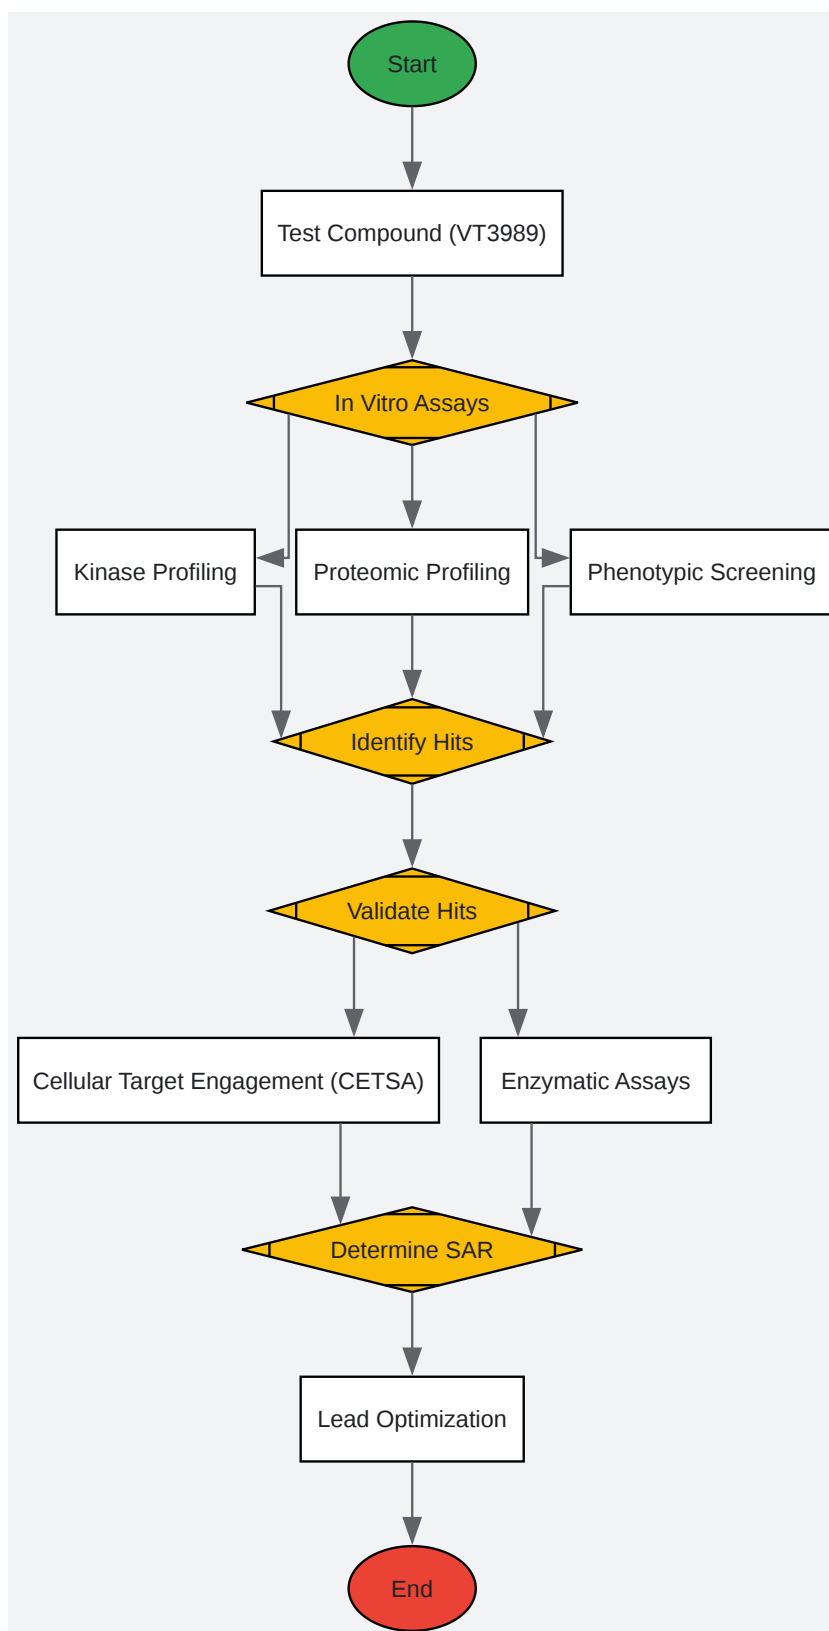 Start
Test Compound (VT3989)
In Vitro Assays
Kinase Profiling
Proteomic Profiling
Phenotypic Screening
Identify Hits
Validate Hits
Cellular Target Engagement (CETSA)
Enzymatic Assays
Determine SAR
Lead Optimization
End